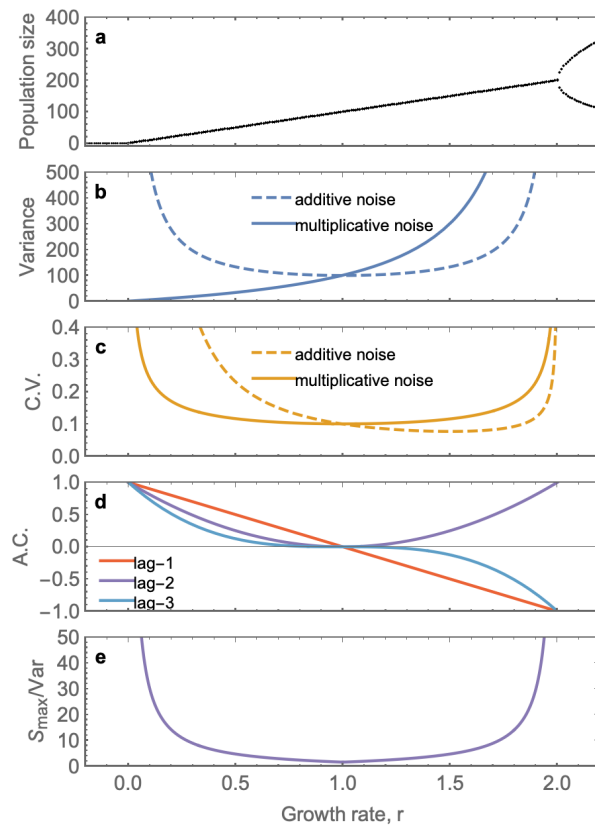 a
Population size
400
300
200
100
0
b
Variance
500
400
300
200
100
0
additive noise
multiplicative noise
c
C.V.
0.4
0.3
0.2
0.1
0.0
additive noise
multiplicative noise
d
A.C.
1.0
0.5
0.0
−0.5
−1.0
lag-1
lag-2
lag-3
e
Smax/Var
50
40
30
20
10
0
0.0 0.5 1.0 1.5 2.0
Growth rate, r